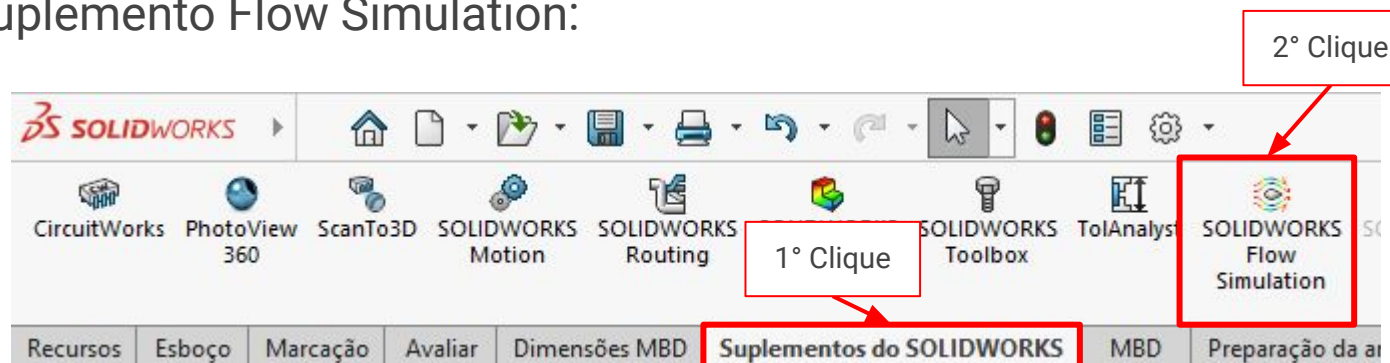 uplemento Flow Simulation:
2° Clique
SOLIDWORKS
CircuitWorks PhotoView 360 ScanTo3D SOLIDWORKS Motion SOLIDWORKS Routing SOLIDWORKS Toolbox TolAnalyst SOLIDWORKS Flow Simulation
1° Clique
Recursos Esboço Marcação Avaliar Dimensões MBD Suplementos do SOLIDWORKS MBD Preparação da